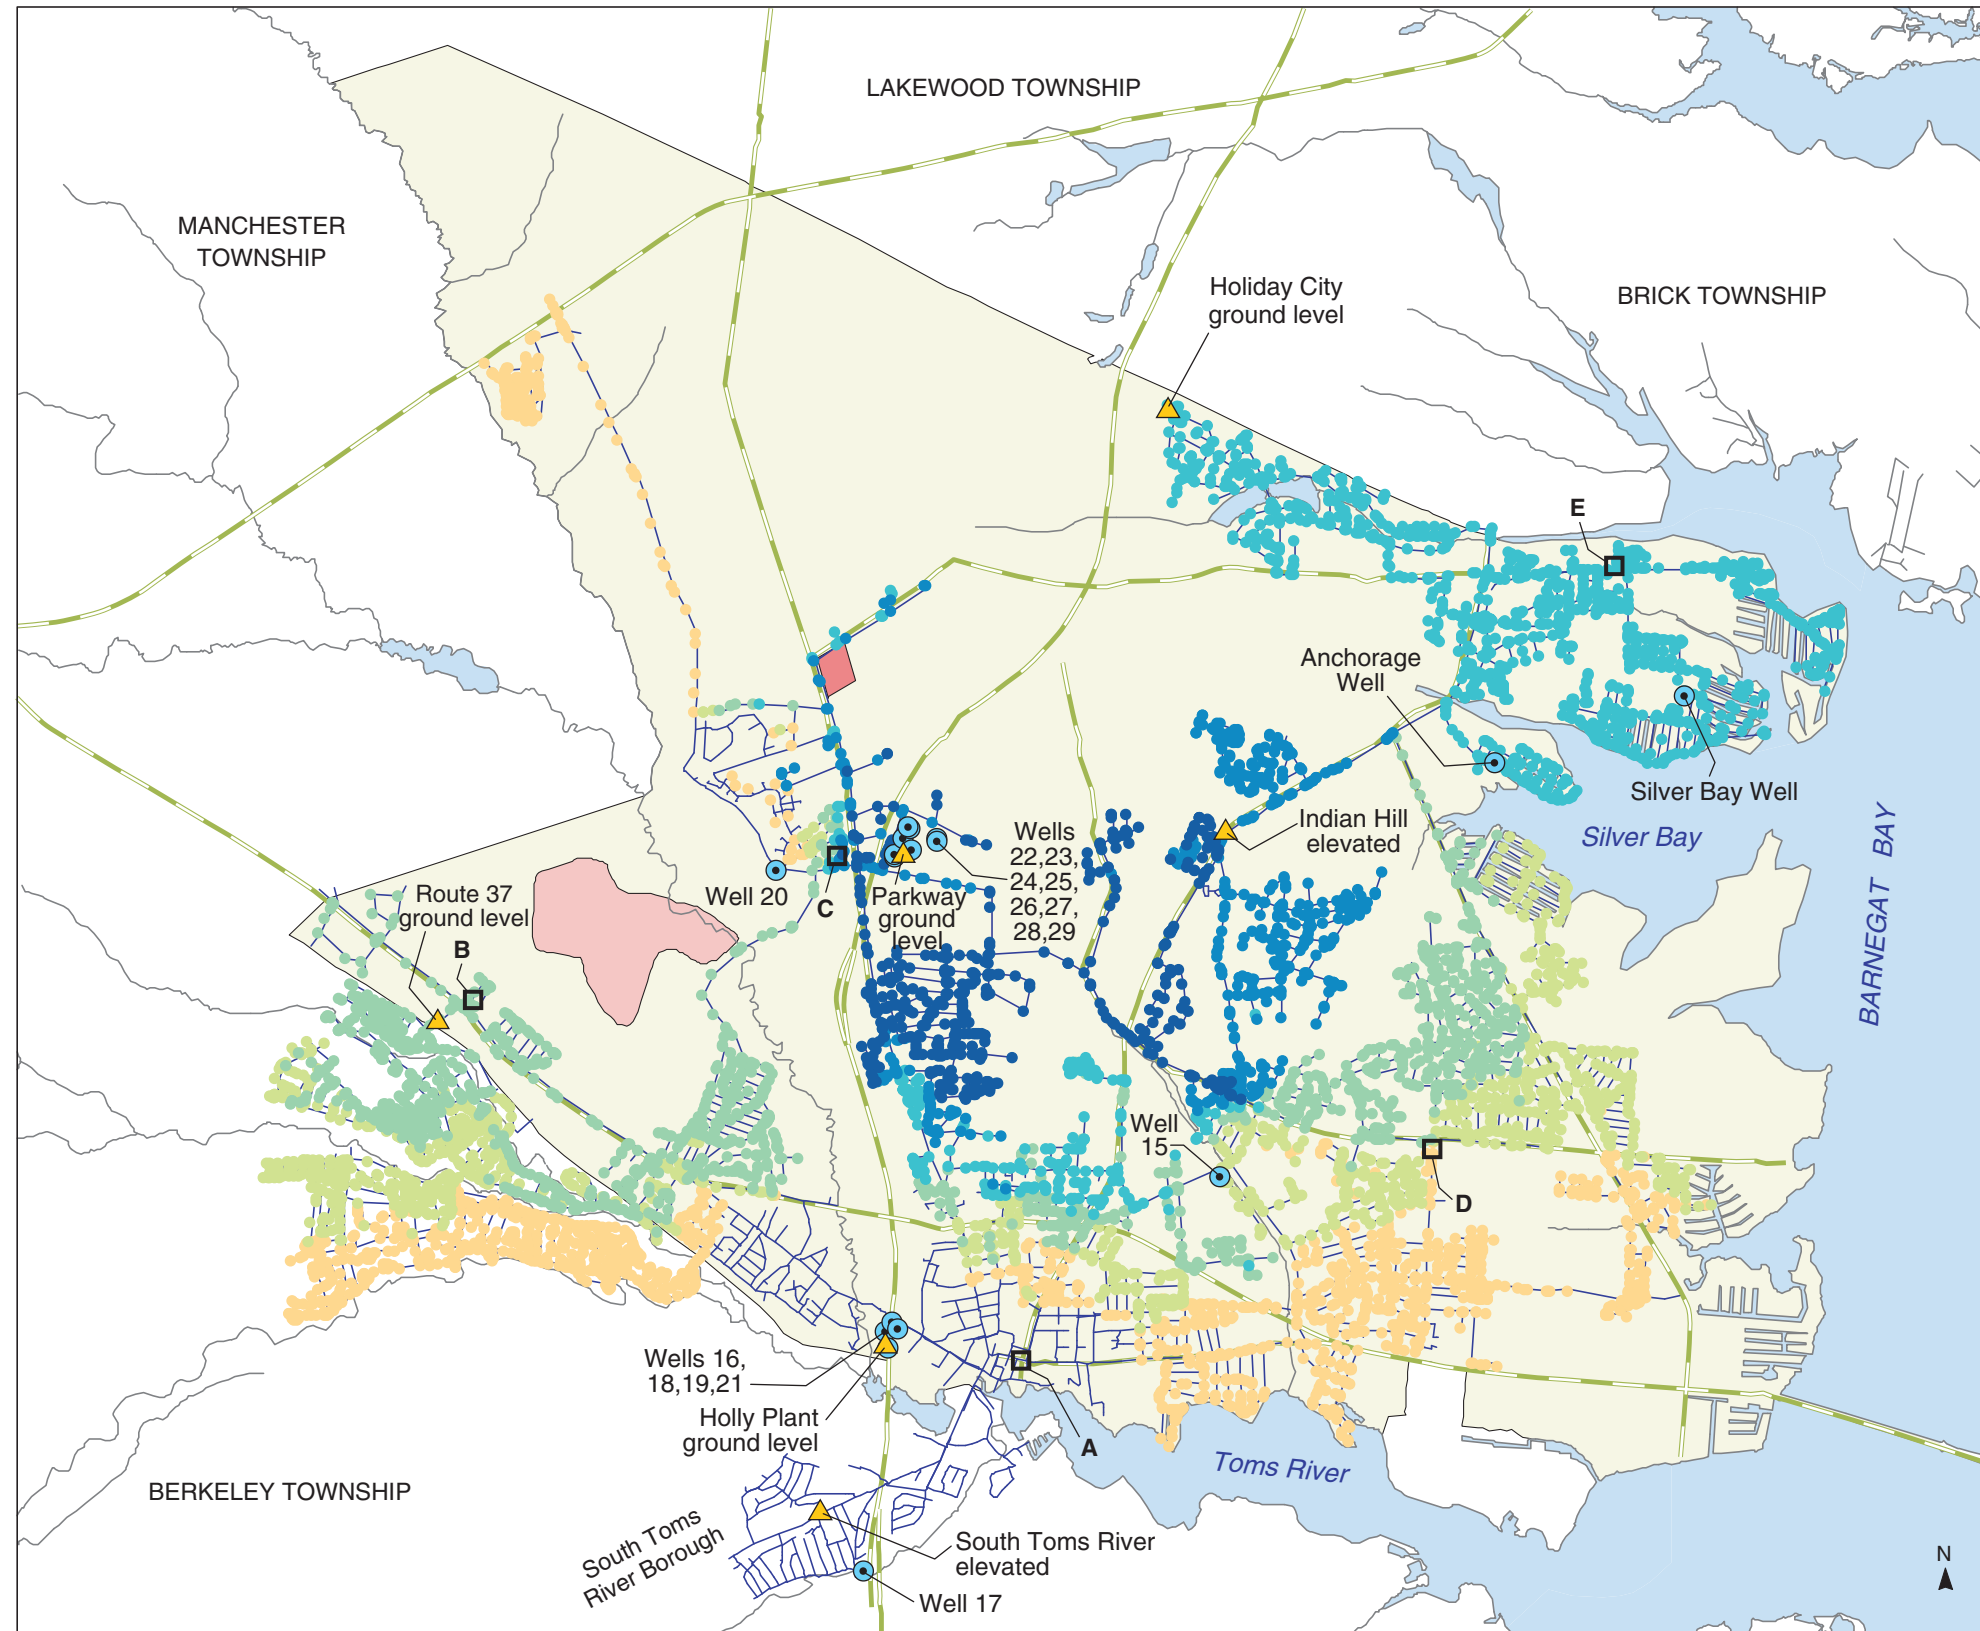 LAKEWOOD TOWNSHIP
MANCHESTER
TOWNSHIP
Holiday City
ground level
BRICK TOWNSHIP
E
Anchorage
Well
Silver Bay Well
Indian Hill
elevated
Silver Bay
BARNEGAT BAY
Wells
22,23,
24,25,
26,27,
28,29
Well 20
C
Parkway
ground
level
Route 37
ground level
B
Well
15
D
Wells 16,
18,19,21
Holly Plant
ground level
A
Toms River
BERKELEY TOWNSHIP
South Toms
River Borough
South Toms River
elevated
Well 17
N